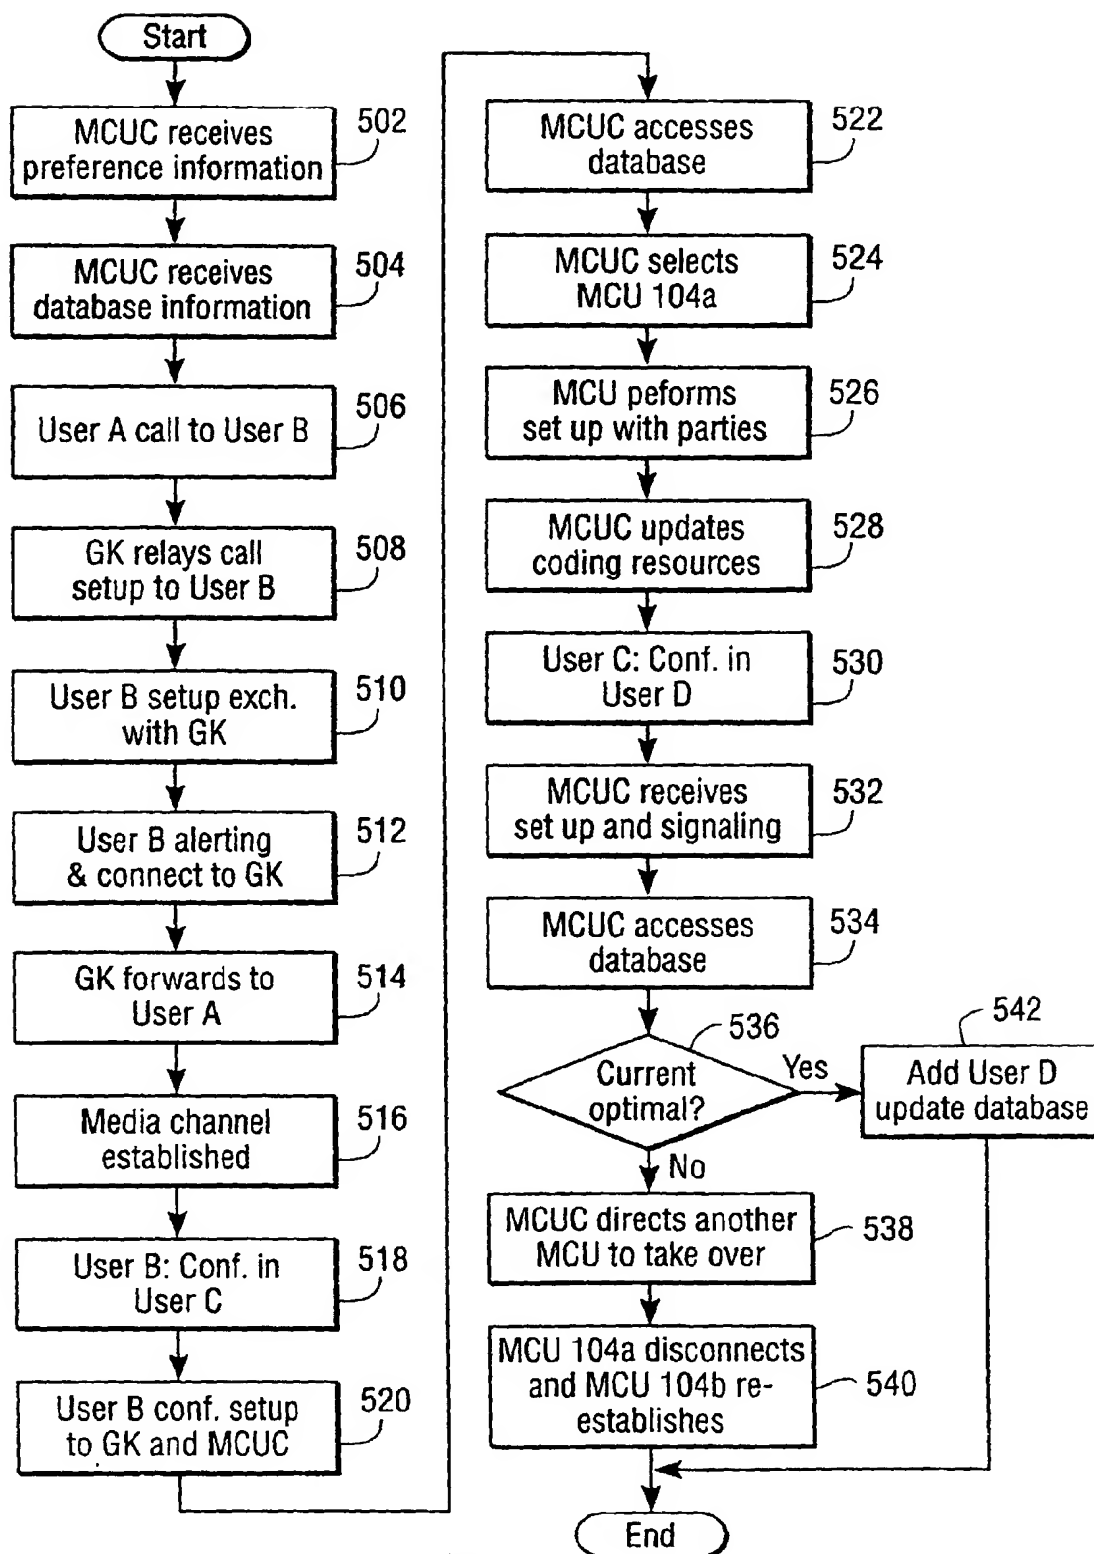 Start
MCUC receives
preference information
502
MCUC receives
database information
504
User A call to User B
506
GK relays call
setup to User B
508
User B setup exch.
with GK
510
User B alerting
& connect to GK
512
GK forwards to
User A
514
Media channel
established
516
User B: Conf. in
User C
518
User B conf. setup
to GK and MCUC
520
MCUC accesses
database
522
MCUC selects
MCU 104a
524
MCU peforms
set up with parties
526
MCUC updates
coding resources
528
User C: Conf. in
User D
530
MCUC receives
set up and signaling
532
MCUC accesses
database
534
Current
optimal?
536
Yes
Add User D
update database
542
No
MCUC directs another
MCU to take over
538
MCU 104a disconnects
and MCU 104b re-
establishes
540
End